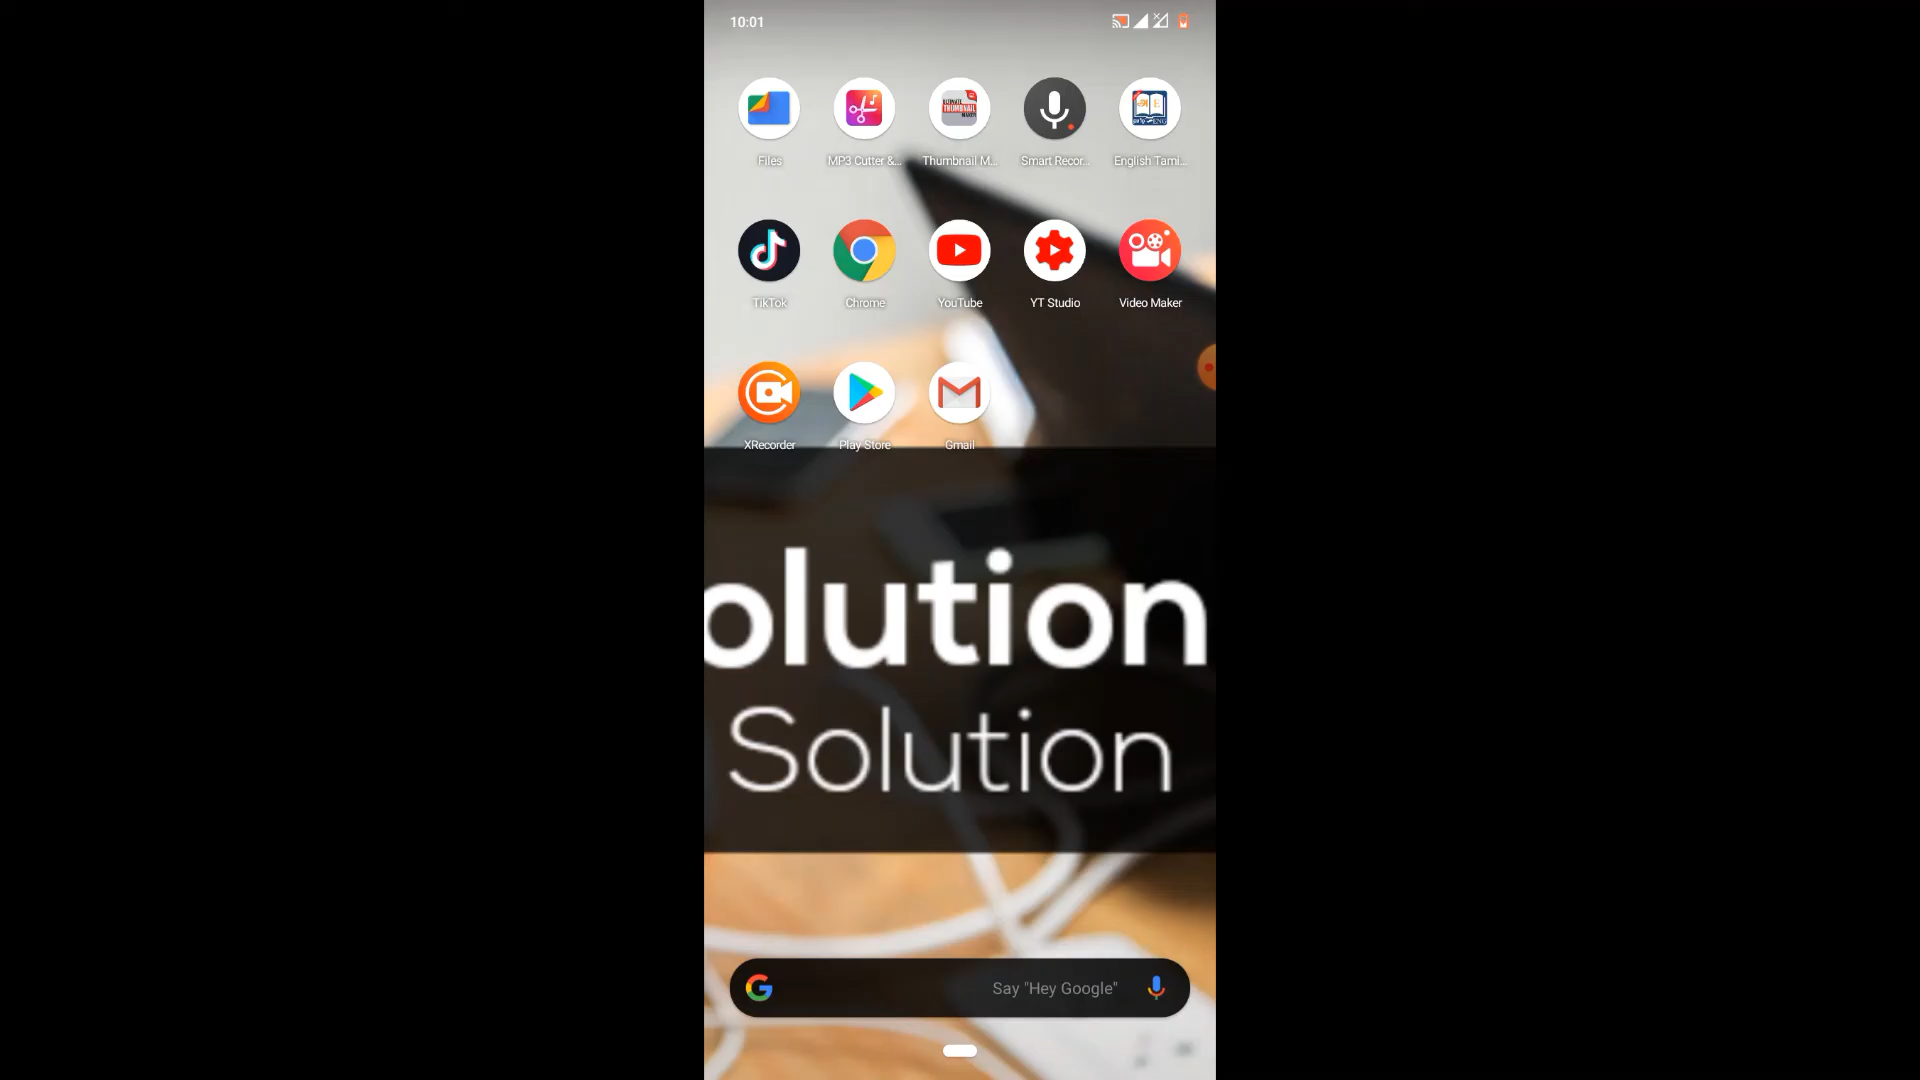 10:01
Files MP3 Cutter &... Thumbnail M... Smart Recor... English Tami...
TikTok Chrome YouTube YT Studio Video Maker
XRecorder Play Store Gmail
olution
Solution
Say "Hey Google"